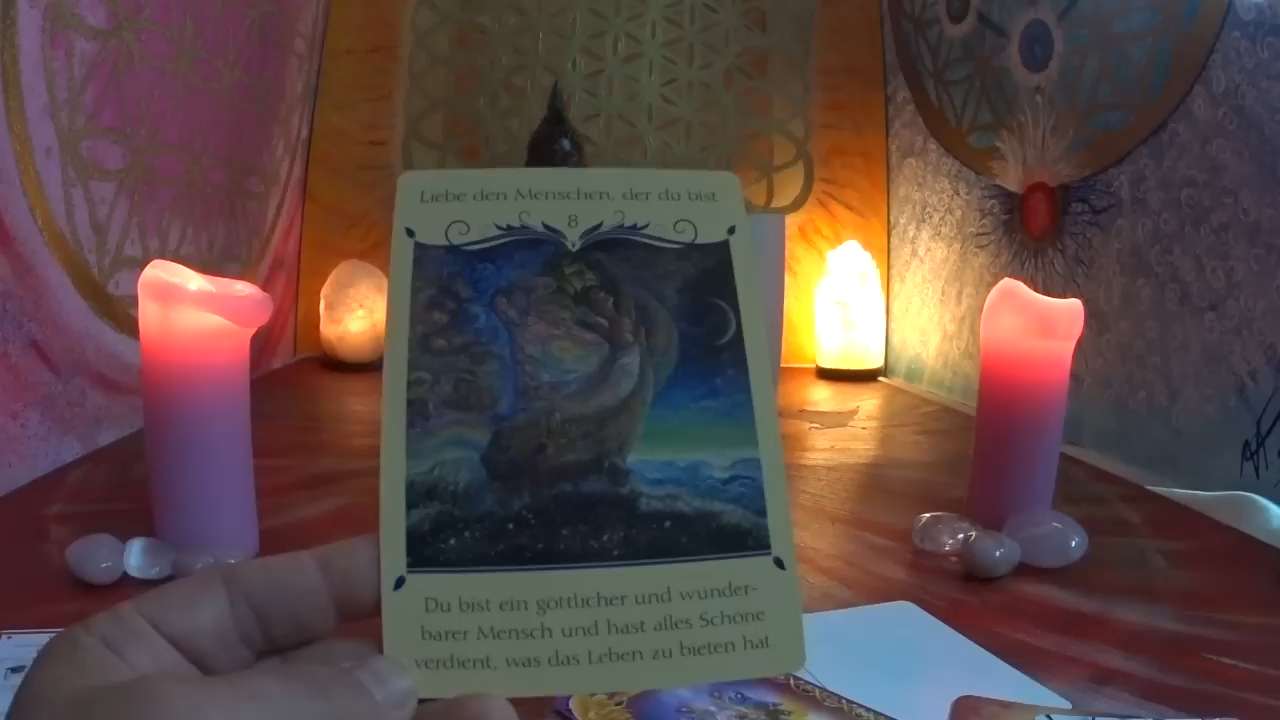 Liebe den Menschen, der du bist
8
Du bist ein göttlicher und wunder-
barer Mensch und hast alles Schöne
verdient, was das Leben zu bieten hat.